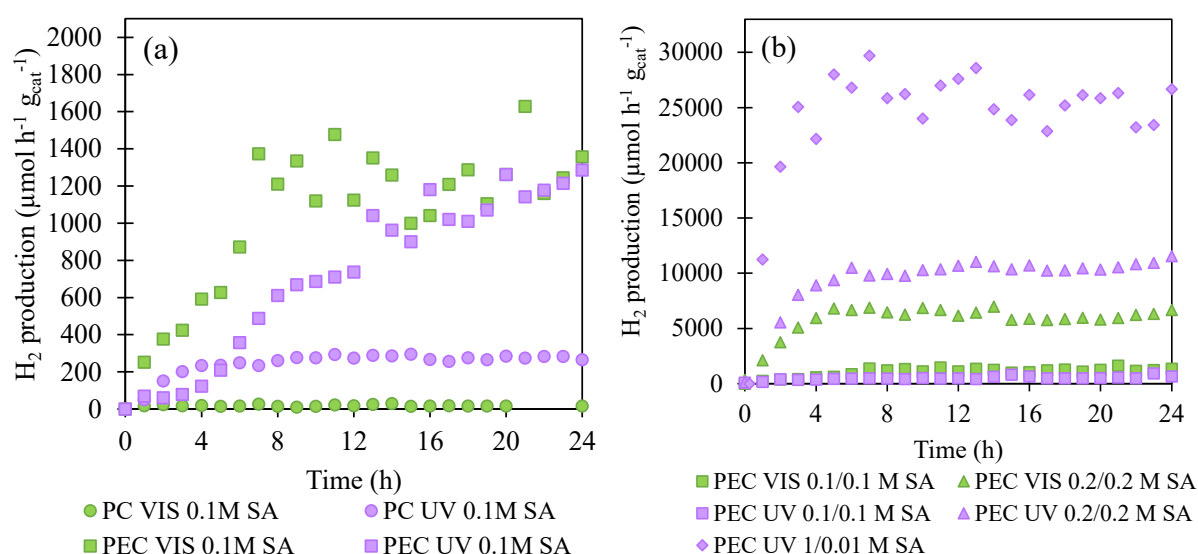 (a)
H₂ production (µmol h⁻¹ g_cat⁻¹)
2000
1800
1600
1400
1200
1000
800
600
400
200
0
0 4 8 12 16 20 24
Time (h)
PC VIS 0.1M SA
PC UV 0.1M SA
PEC VIS 0.1M SA
PEC UV 0.1M SA
(b)
H₂ production (µmol h⁻¹ g_cat⁻¹)
30000
25000
20000
15000
10000
5000
0
0 4 8 12 16 20 24
Time (h)
PEC VIS 0.1/0.1 M SA
PEC VIS 0.2/0.2 M SA
PEC UV 0.1/0.1 M SA
PEC UV 0.2/0.2 M SA
PEC UV 1/0.01 M SA